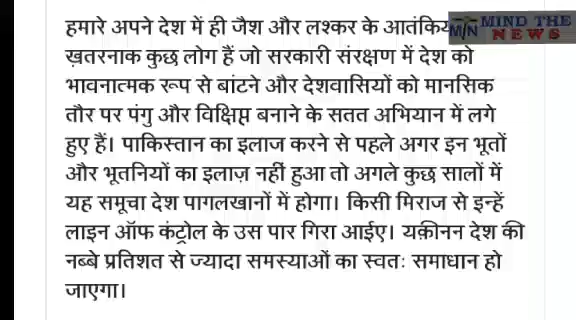 हमारे अपने देश में ही जैश और लश्कर के
ख़तरनाक कुछ लोग हैं जो सरकारी संरक्षण में देश को
भावनात्मक रूप से बांटने और देशवासियों को मानसिक
तौर पर पंगु और विक्षिप्त बनाने के सतत अभियान में लगे
हुए हैं। पाकिस्तान का इलाज करने से पहले अगर इन भूतों
और भूतनियों का इलाज़ नहीं हुआ तो अगले कुछ सालों में
यह समूचा देश पागलखानों में होगा। किसी मिराज से इन्हें
लाइन ऑफ कंट्रोल के उस पार गिरा आईए। यक़ीनन देश की
नब्बे प्रतिशत से ज्यादा समस्याओं का स्वतः समाधान हो
जाएगा।
MN MIND THE
NEWS